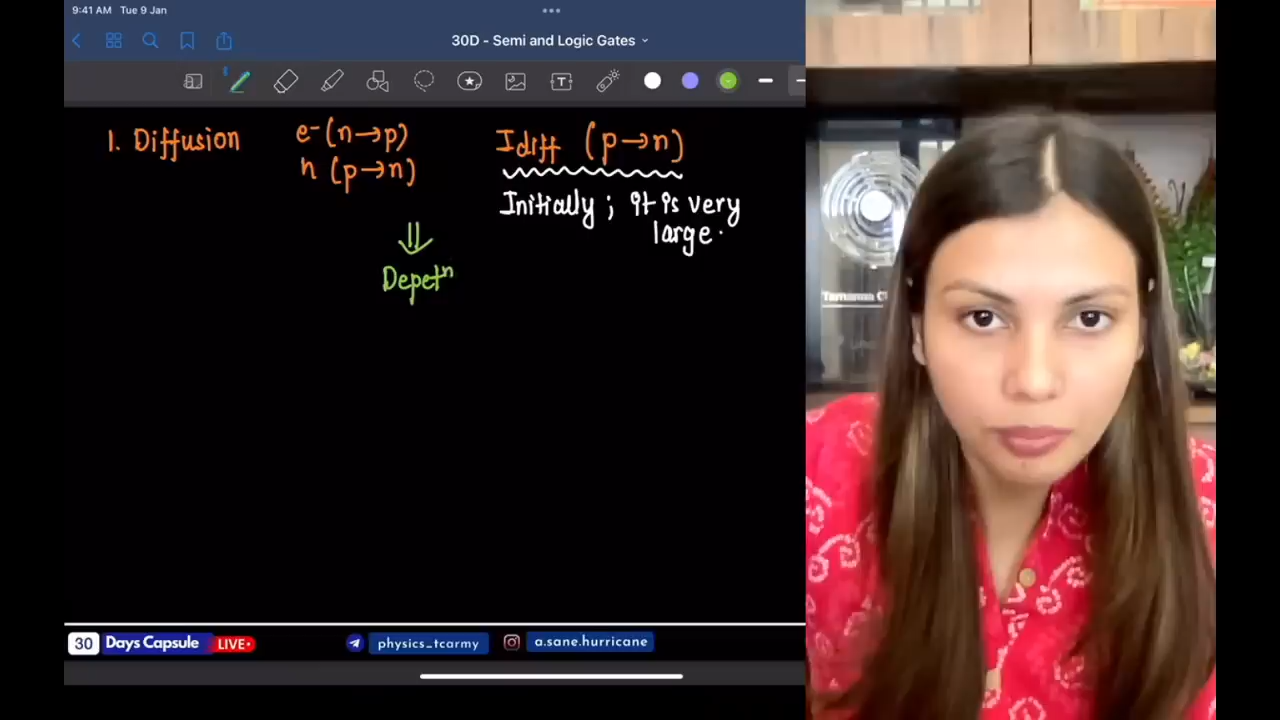 9:41 AM Tue 9 Jan
30D - Semi and Logic Gates
1. Diffusion e- (n→p) Idiff (p→n)
h (p→n)
Initially ; it is very
large.
Depetⁿ
30 Days Capsule LIVE
physics_tcarmy
a.sane.hurricane